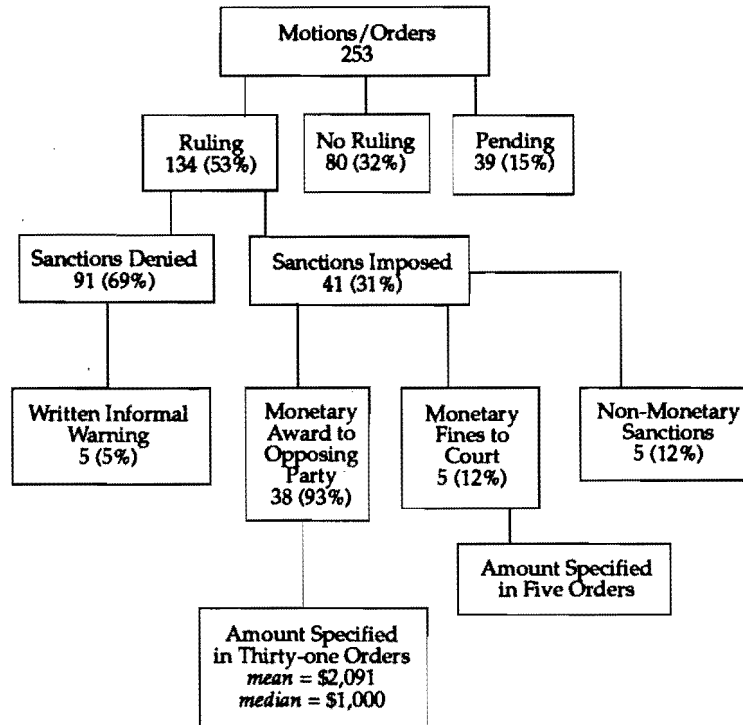 Motions/Orders
253
Ruling
134 (53%)
No Ruling
80 (32%)
Pending
39 (15%)
Sanctions Denied
91 (69%)
Sanctions Imposed
41 (31%)
Written Informal
Warning
5 (5%)
Monetary
Award to
Opposing
Party
38 (93%)
Monetary
Fines to
Court
5 (12%)
Non-Monetary
Sanctions
5 (12%)
Amount Specified
in Five Orders
Amount Specified
in Thirty-one Orders
mean = $2,091
median = $1,000